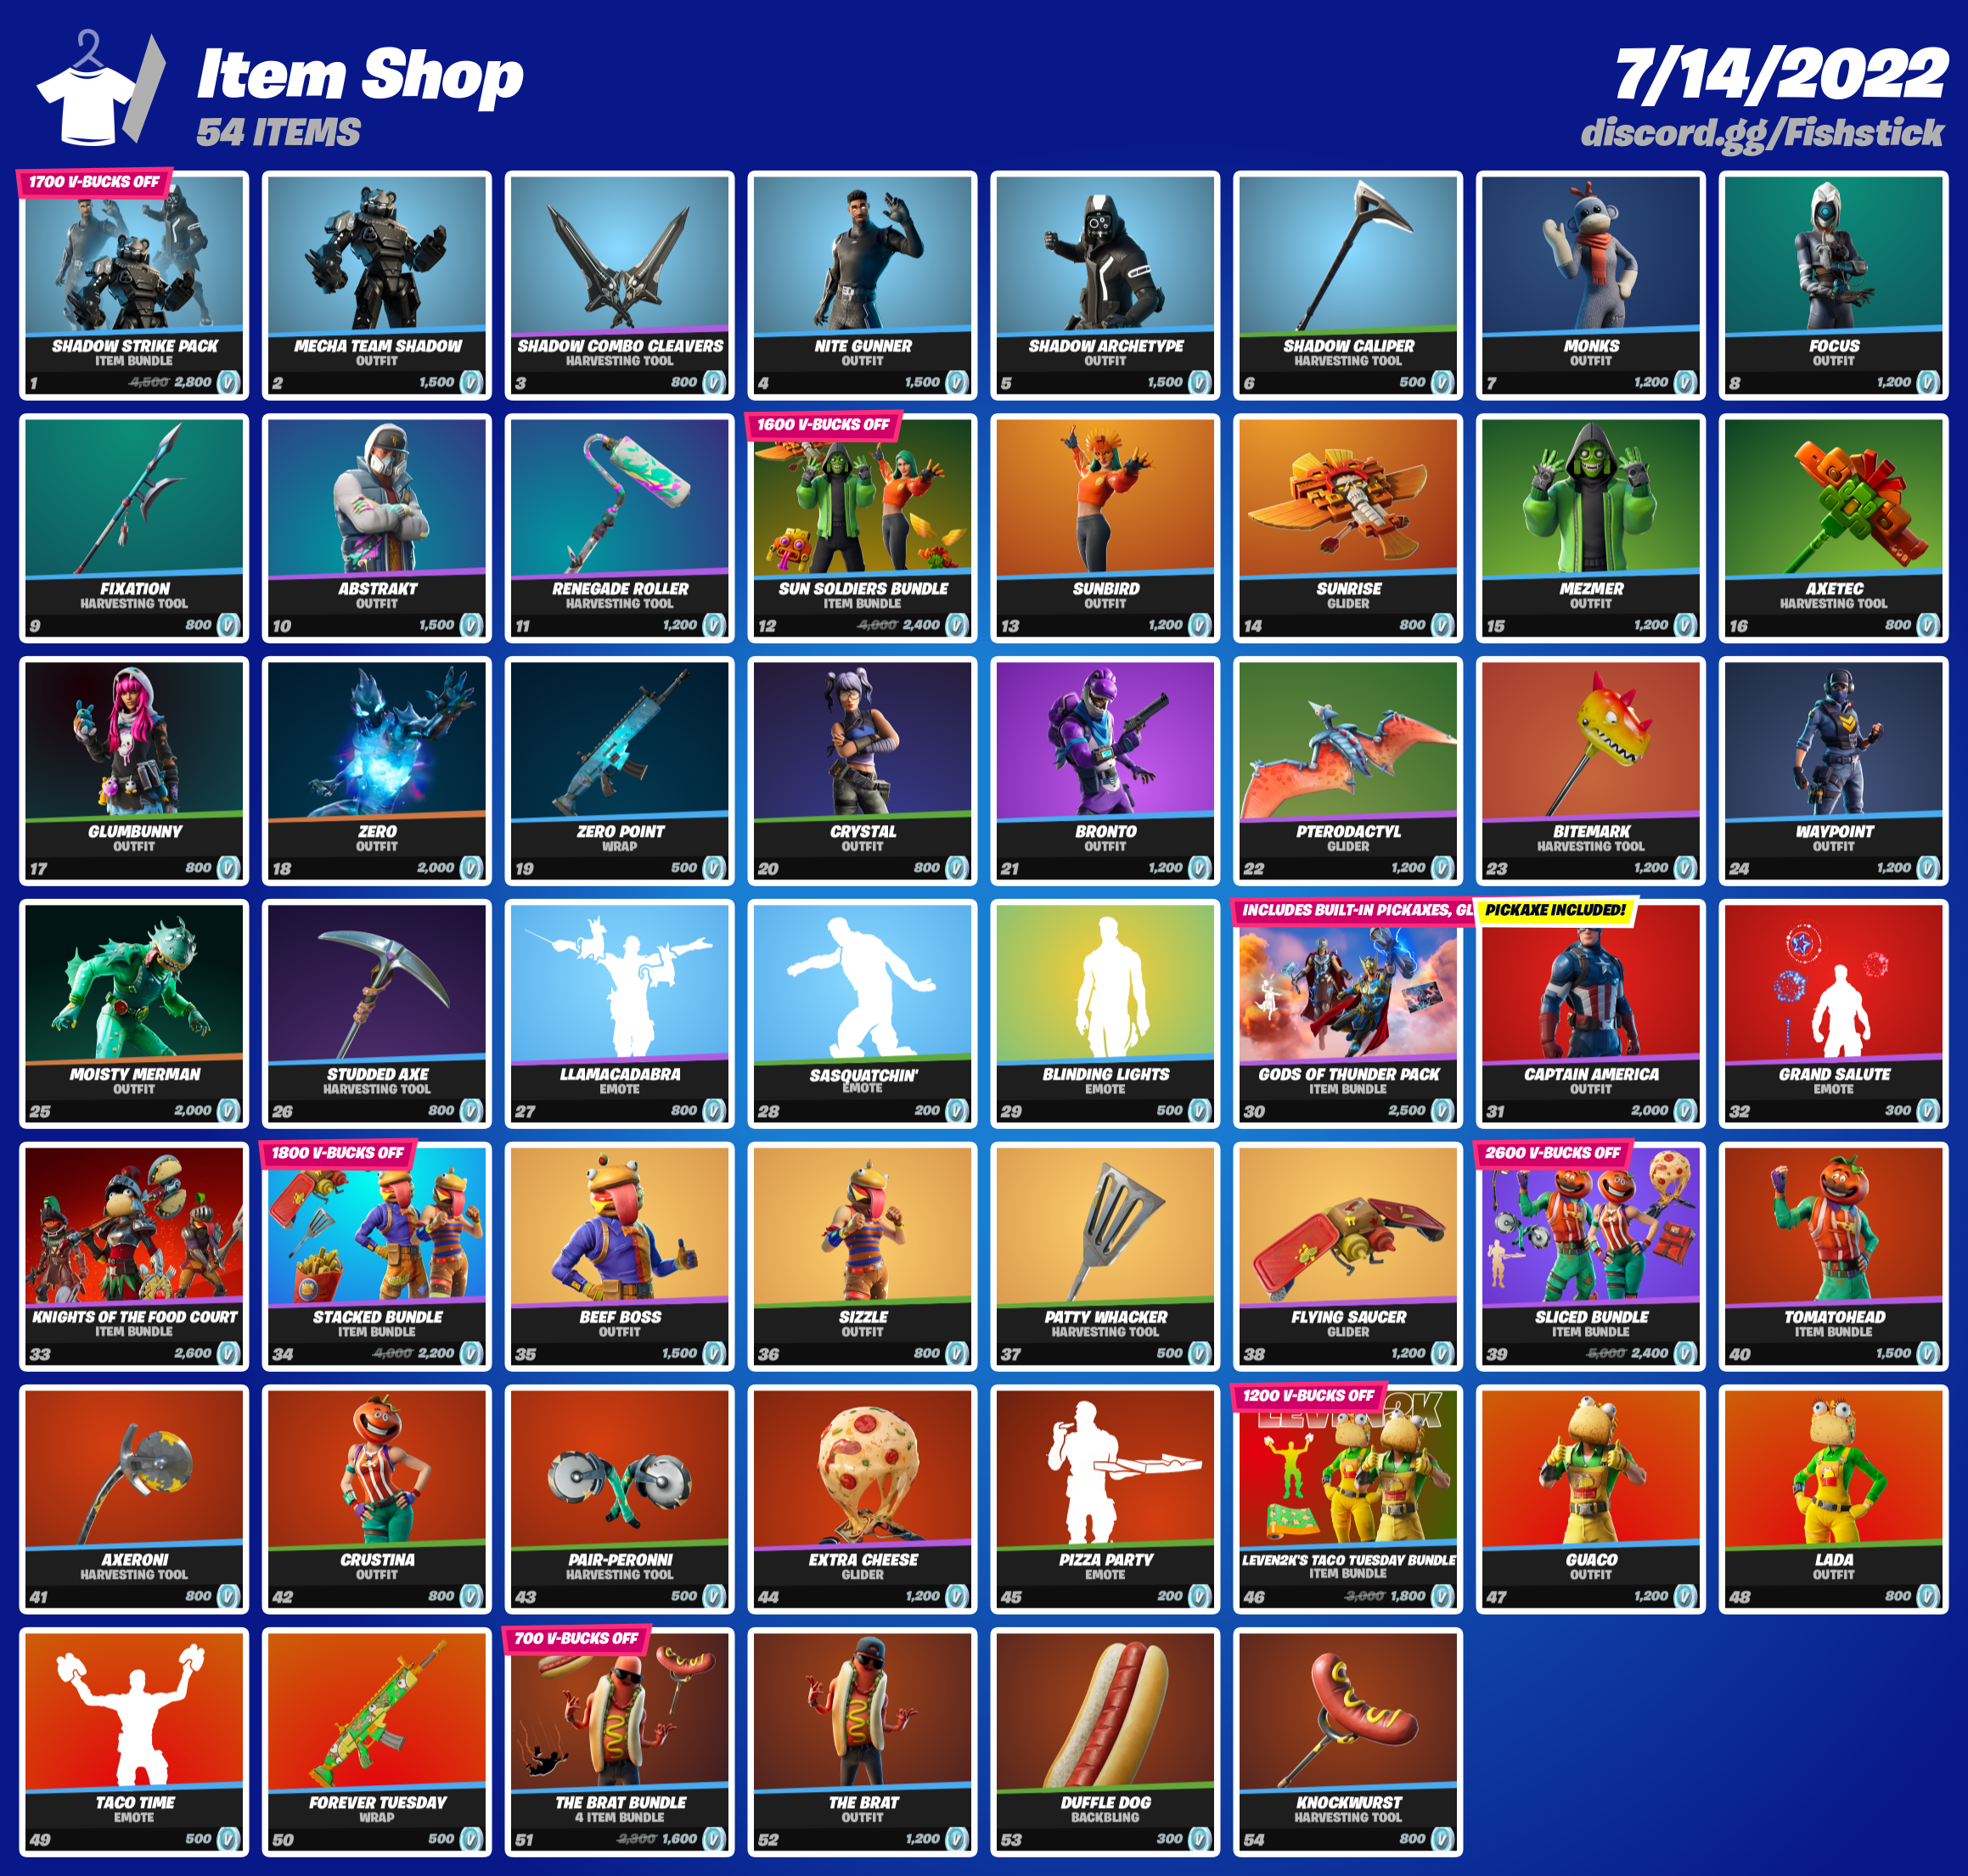 Item Shop
54 ITEMS
7/14/2022
discord.gg/Fishstick
1700 V-BUCKS OFF
SHADOW STRIKE PACK
ITEM BUNDLE
1 4,500 2,800
MECHA TEAM SHADOW
OUTFIT
2 1,500
SHADOW COMBO CLEAVERS
HARVESTING TOOL
3 800
NITE GUNNER
OUTFIT
4 1,500
SHADOW ARCHETYPE
OUTFIT
5 1,500
SHADOW CALIPER
HARVESTING TOOL
6 500
MONKS
OUTFIT
7 1,200
FOCUS
OUTFIT
8 1,200
FIXATION
HARVESTING TOOL
9 800
ABSTRAKT
OUTFIT
10 1,500
RENEGADE ROLLER
HARVESTING TOOL
11 1,200
1600 V-BUCKS OFF
SUN SOLDIERS BUNDLE
ITEM BUNDLE
12 4,000 2,400
SUNBIRD
OUTFIT
13 1,200
SUNRISE
GLIDER
14 800
MEZMER
OUTFIT
15 1,200
AXETEC
HARVESTING TOOL
16 800
GLUMBUNNY
OUTFIT
17 800
ZERO
OUTFIT
18 2,000
ZERO POINT
WRAP
19 500
CRYSTAL
OUTFIT
20 800
BRONTO
OUTFIT
21 1,200
PTERODACTYL
GLIDER
22 1,200
BITEMARK
HARVESTING TOOL
23 1,200
WAYPOINT
OUTFIT
24 1,200
MOISTY MERMAN
OUTFIT
25 2,000
STUDDED AXE
HARVESTING TOOL
26 800
LLAMACADABRA
EMOTE
27 800
SASQUATCHIN'
EMOTE
28 200
BLINDING LIGHTS
EMOTE
29 500
INCLUDES BUILT-IN PICKAXES, GL
GODS OF THUNDER PACK
ITEM BUNDLE
30 2,500
PICKAXE INCLUDED!
CAPTAIN AMERICA
OUTFIT
31 2,000
GRAND SALUTE
EMOTE
32 300
KNIGHTS OF THE FOOD COURT
ITEM BUNDLE
33 2,600
1800 V-BUCKS OFF
STACKED BUNDLE
ITEM BUNDLE
34 4,000 2,200
BEEF BOSS
OUTFIT
35 1,500
SIZZLE
OUTFIT
36 800
PATTY WHACKER
HARVESTING TOOL
37 500
FLYING SAUCER
GLIDER
38 1,200
2600 V-BUCKS OFF
SLICED BUNDLE
ITEM BUNDLE
39 5,000 2,400
TOMATOHEAD
ITEM BUNDLE
40 1,500
AXERONI
HARVESTING TOOL
41 800
CRUSTINA
OUTFIT
42 800
PAIR-PERONNI
HARVESTING TOOL
43 500
EXTRA CHEESE
GLIDER
44 1,200
PIZZA PARTY
EMOTE
45 200
1200 V-BUCKS OFF
LEVEN2K
LEVEN2K'S TACO TUESDAY BUNDLE
ITEM BUNDLE
46 3,000 1,800
GUACO
OUTFIT
47 1,200
LADA
OUTFIT
48 800
TACO TIME
EMOTE
49 500
FOREVER TUESDAY
WRAP
50 500
700 V-BUCKS OFF
THE BRAT BUNDLE
4 ITEM BUNDLE
51 2,300 1,600
THE BRAT
OUTFIT
52 1,200
DUFFLE DOG
BACKBLING
53 300
KNOCKWURST
HARVESTING TOOL
54 800